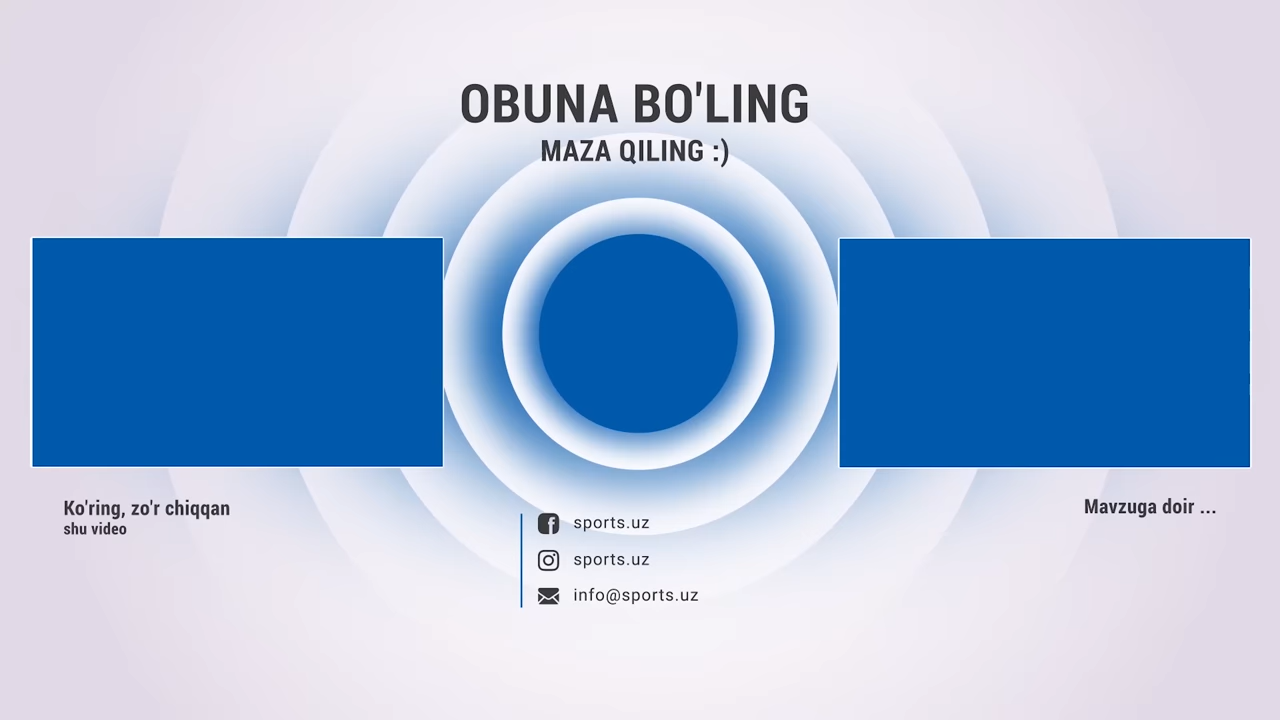 OBUNA BO'LING
MAZA QILING :)
Ko'ring, zo'r chiqqan
shu video
Mavzuga doir ...
sports.uz
sports.uz
info@sports.uz